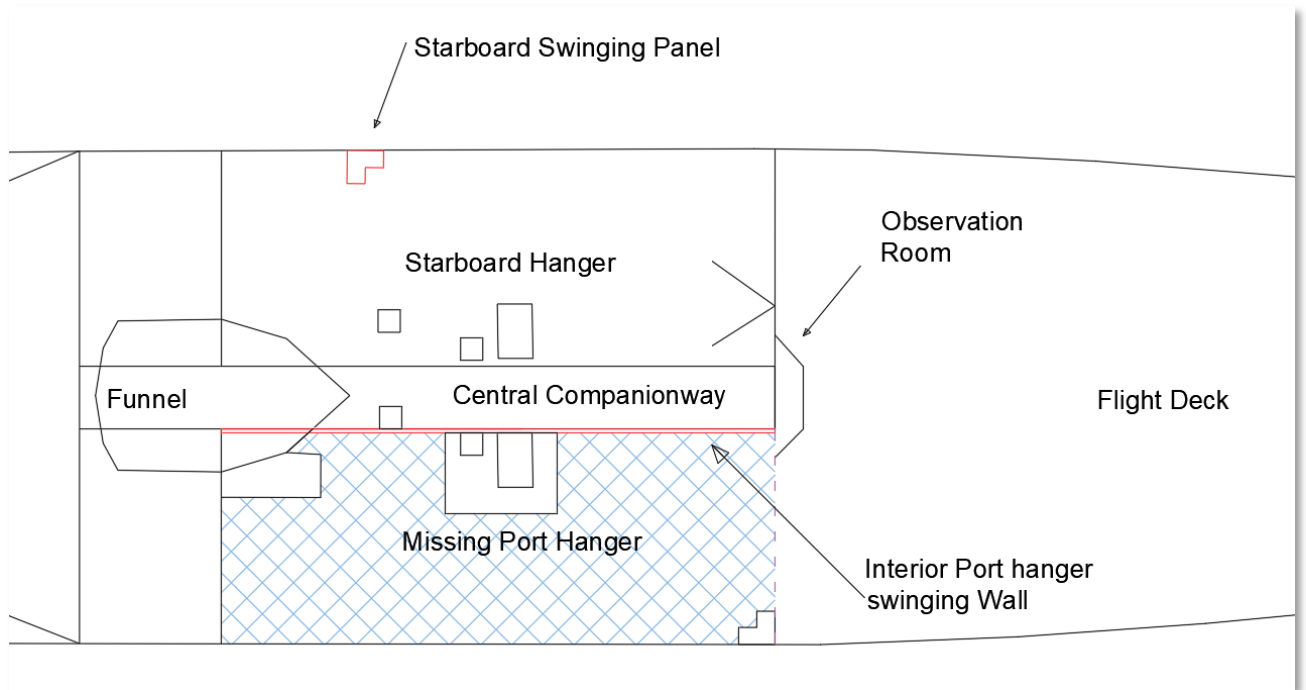 Starboard Swinging Panel
Observation
Room
Starboard Hanger
Funnel
Central Companionway
Flight Deck
Missing Port Hanger
Interior Port hanger
swinging Wall